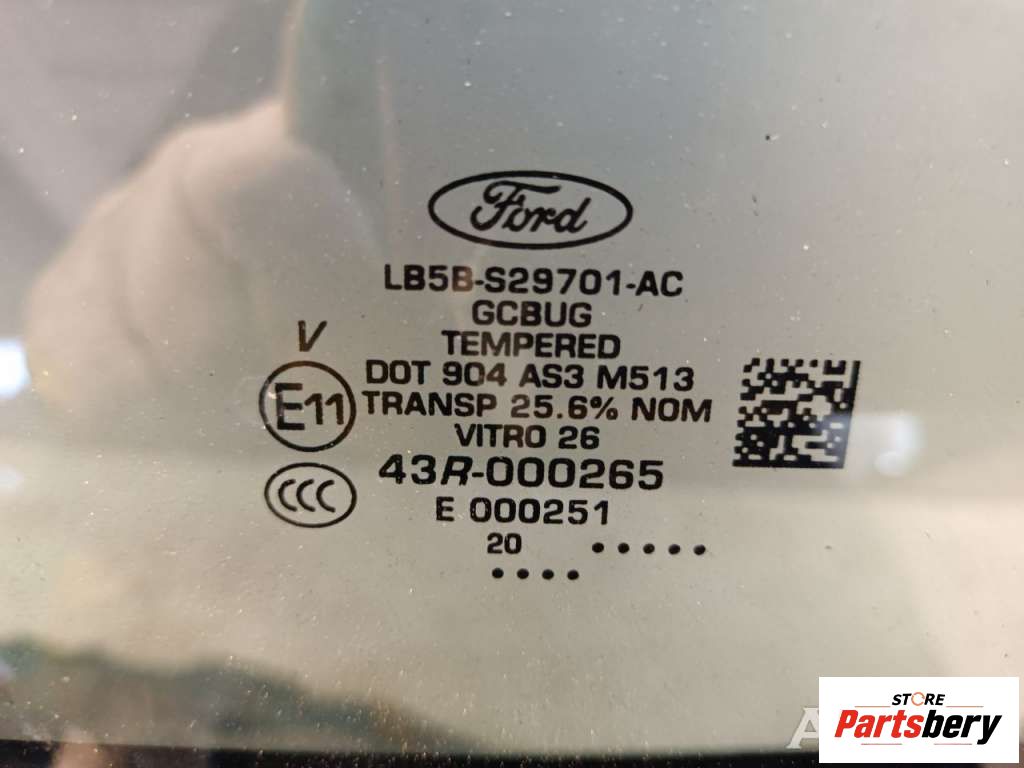 Ford
LB5B-S29701-AC
GCBUG
V
TEMPERED
DOT 904 AS3 M513
E11 TRANSP 25.6% NOM
VITRO 26
43R-000265
CCC
E 000251
20 • • • • •
• • • •
STORE
Partsbery